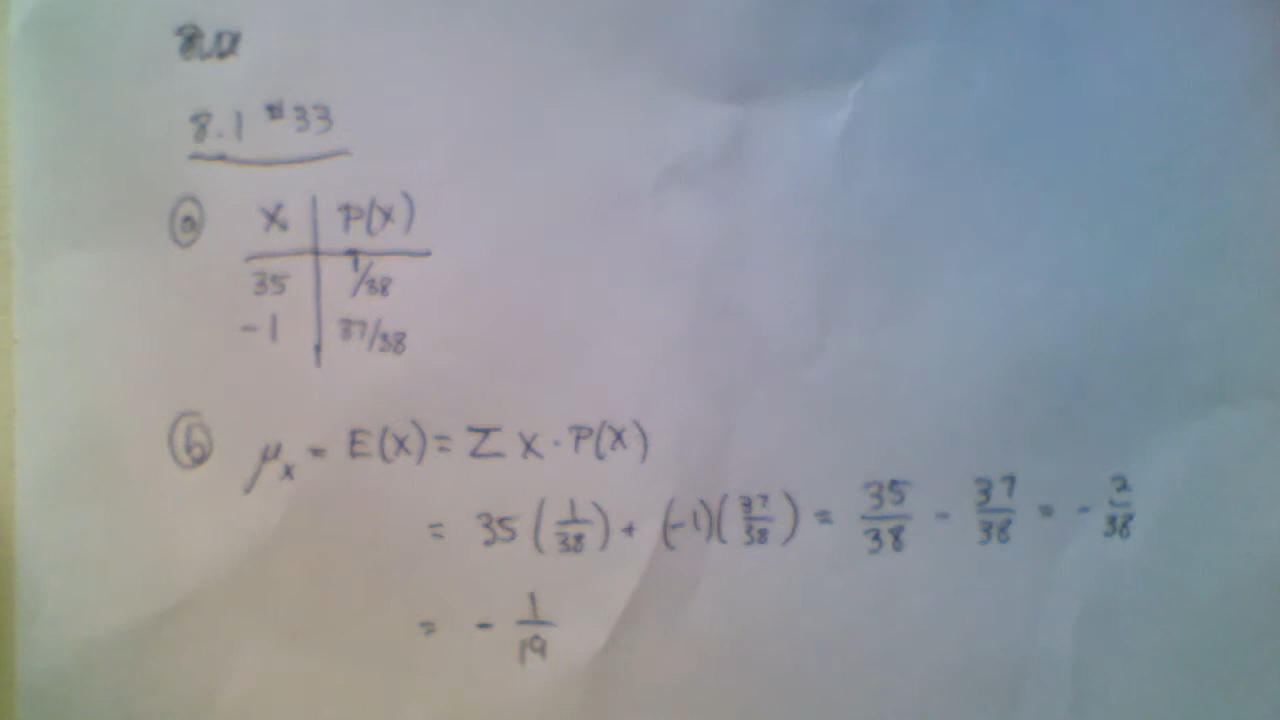 8.1 #33
ⓐ X | P(X)
35 | 1/38
-1 | 37/38
ⓑ μₓ = E(X) = Σ X · P(X)
= 35 (1/38) + (-1)(37/38) = 35/38 - 37/38 = - 2/38
= - 1/19